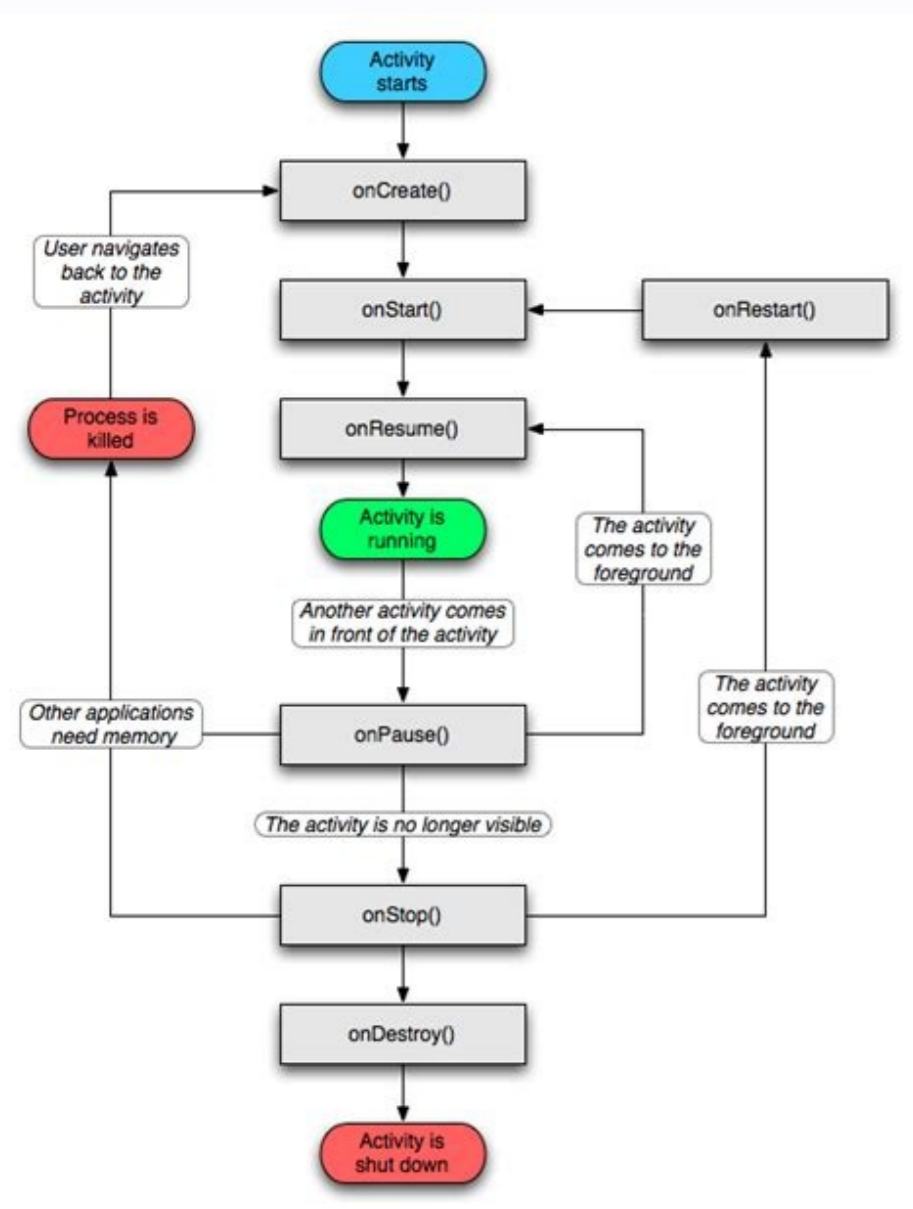 Activity
starts
onCreate()
User navigates
back to the
activity
onStart()
onRestart()
Process is
killed
onResume()
Activity is
running
The activity
comes to the
foreground
Another activity comes
in front of the activity
The activity
comes to the
foreground
Other applications
need memory
onPause()
The activity is no longer visible
onStop()
onDestroy()
Activity is
shut down